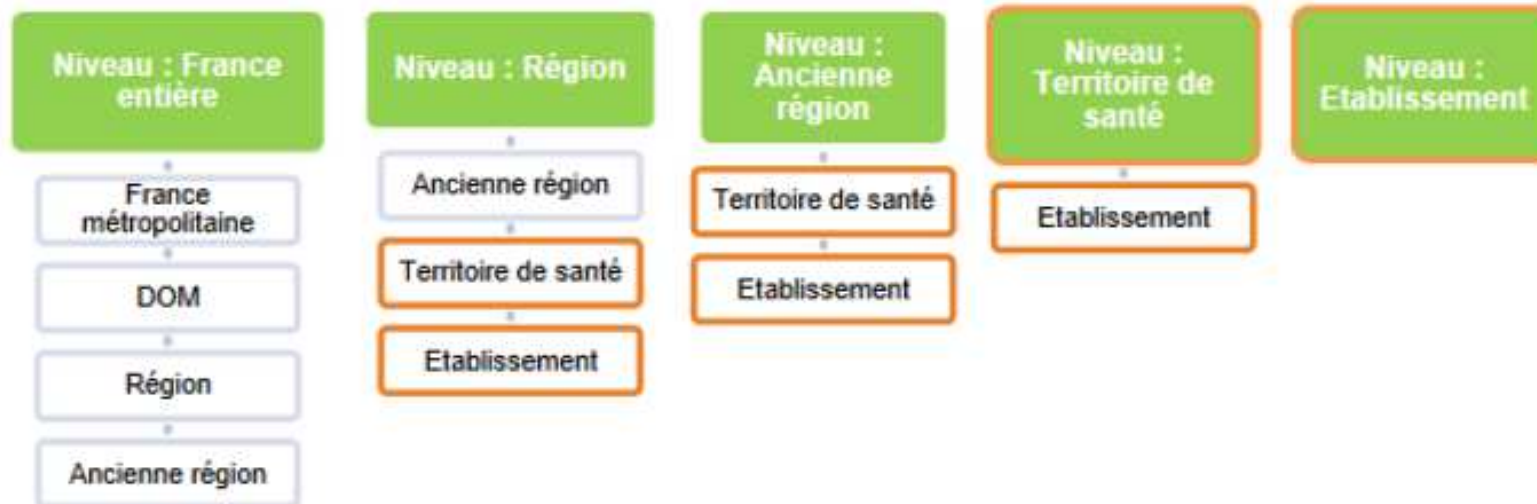 Niveau : France
entière
France
métropolitaine
DOM
Région
Ancienne région
Niveau : Région
Ancienne région
Territoire de santé
Etablissement
Niveau :
Ancienne
région
Territoire de santé
Etablissement
Niveau :
Territoire de
santé
Etablissement
Niveau :
Etablissement